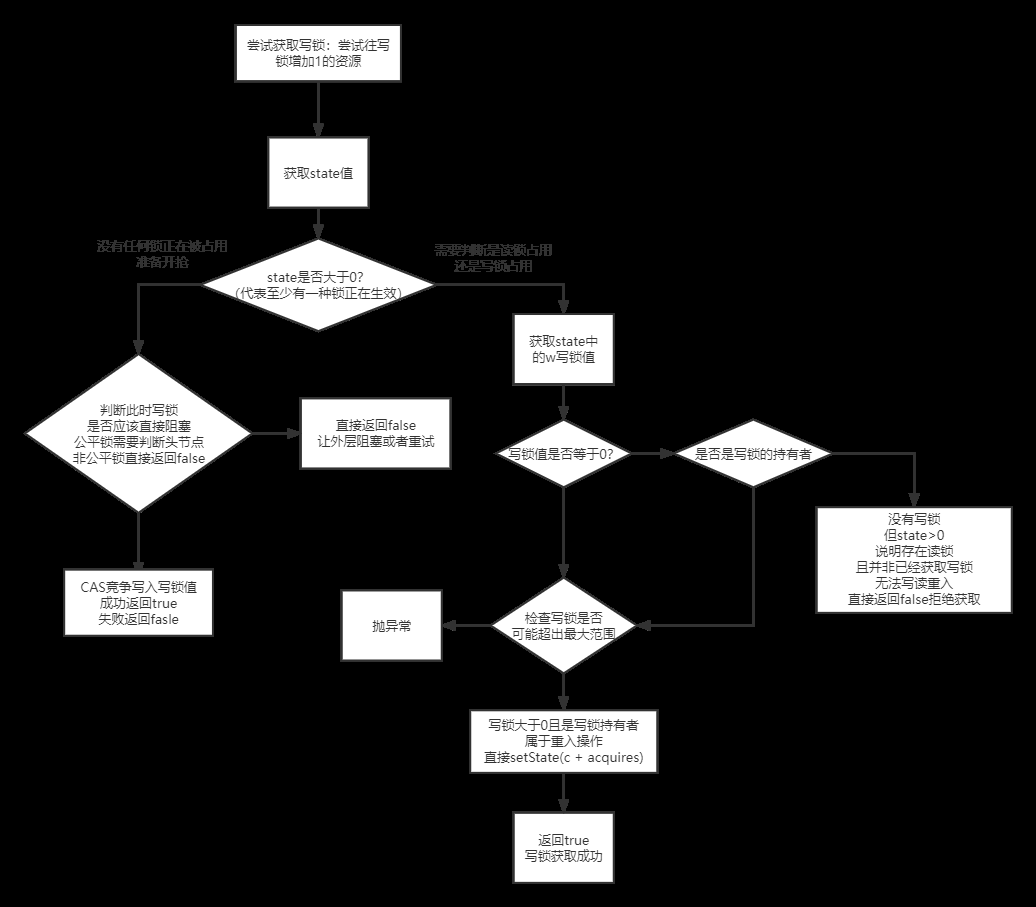 尝试获取写锁：尝试往写
锁增加1的资源
获取state值
没有任何锁正在被占用
准备开抢
需要判断是读锁占用
还是写锁占用
state是否大于0?
（代表至少有一种锁正在生效）
获取state中
的w写锁值
判断此时写锁
是否应该直接阻塞
公平锁需要判断头节点
非公平锁直接返回false
直接返回false
让外层阻塞或者重试
写锁值是否等于0?
是否是写锁的持有者
没有写锁
但state>0
说明存在读锁
且并非已经获取写锁
无法写读重入
直接返回false拒绝获取
CAS竞争写入写锁值
成功返回true
失败返回fasle
抛异常
检查写锁是否
可能超出最大范围
写锁大于0且是写锁持有者
属于重入操作
直接setState(c + acquires)
返回true
写锁获取成功